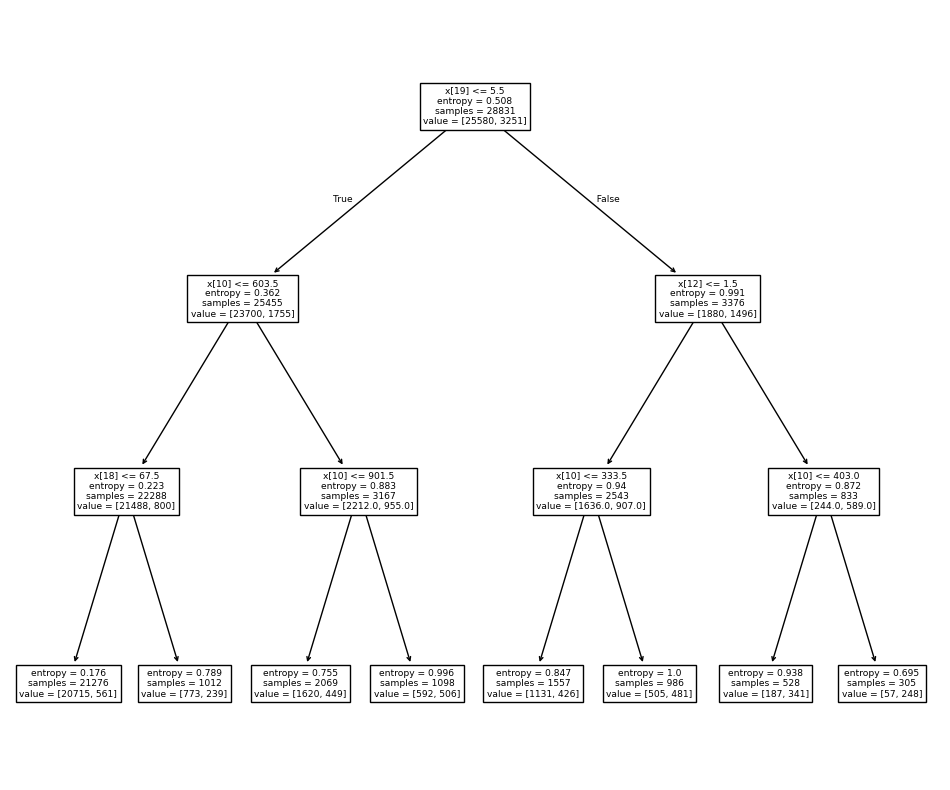 x[19] <= 5.5
entropy = 0.508
samples = 28831
value = [25580, 3251]
True
False
x[10] <= 603.5
entropy = 0.362
samples = 25455
value = [23700, 1755]
x[12] <= 1.5
entropy = 0.991
samples = 3376
value = [1880, 1496]
x[18] <= 67.5
entropy = 0.223
samples = 22288
value = [21488, 800]
x[10] <= 901.5
entropy = 0.883
samples = 3167
value = [2212.0, 955.0]
x[10] <= 333.5
entropy = 0.94
samples = 2543
value = [1636.0, 907.0]
x[10] <= 403.0
entropy = 0.872
samples = 833
value = [244.0, 589.0]
entropy = 0.176
samples = 21276
value = [20715, 561]
entropy = 0.789
samples = 1012
value = [773, 239]
entropy = 0.755
samples = 2069
value = [1620, 449]
entropy = 0.996
samples = 1098
value = [592, 506]
entropy = 0.847
samples = 1557
value = [1131, 426]
entropy = 1.0
samples = 986
value = [505, 481]
entropy = 0.938
samples = 528
value = [187, 341]
entropy = 0.695
samples = 305
value = [57, 248]